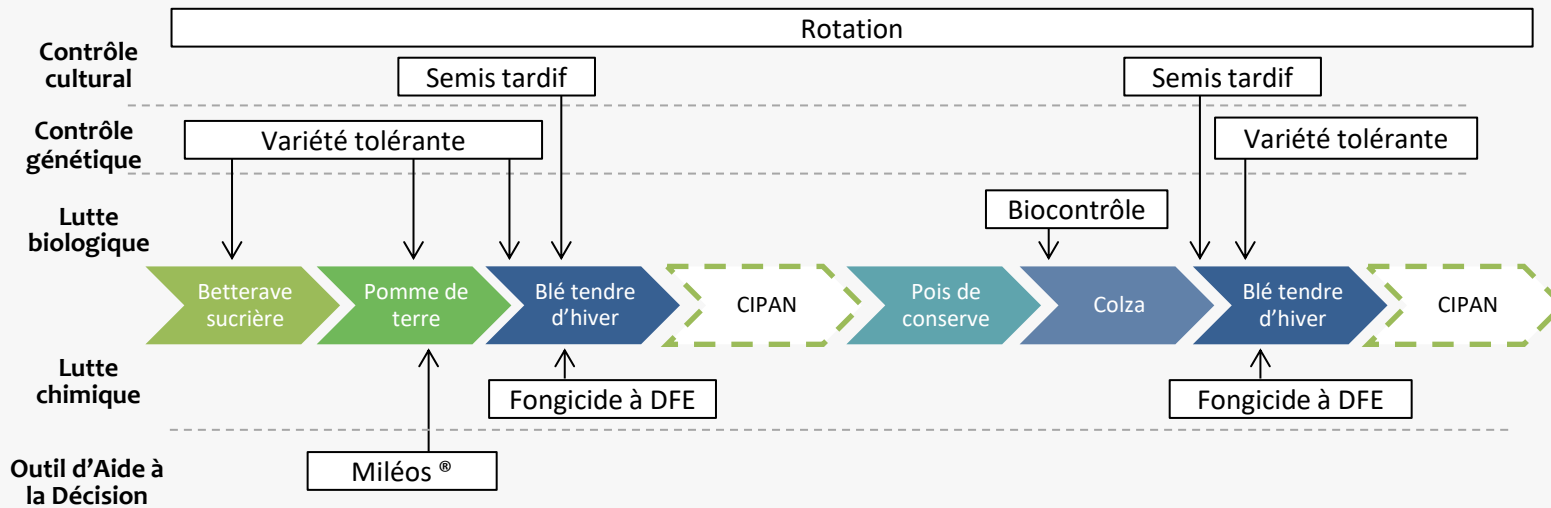 Rotation
Contrôle
cultural
Semis tardif
Semis tardif
Contrôle
génétique
Variété tolérante
Variété tolérante
Lutte
biologique
Biocontrôle
Betterave
sucrière
Pomme de
terre
Blé tendre
d'hiver
CIPAN
Pois de
conserve
Colza
Blé tendre
d'hiver
CIPAN
Lutte
chimique
Fongicide à DFE
Fongicide à DFE
Outil d'Aide à
la Décision
Miléos ®